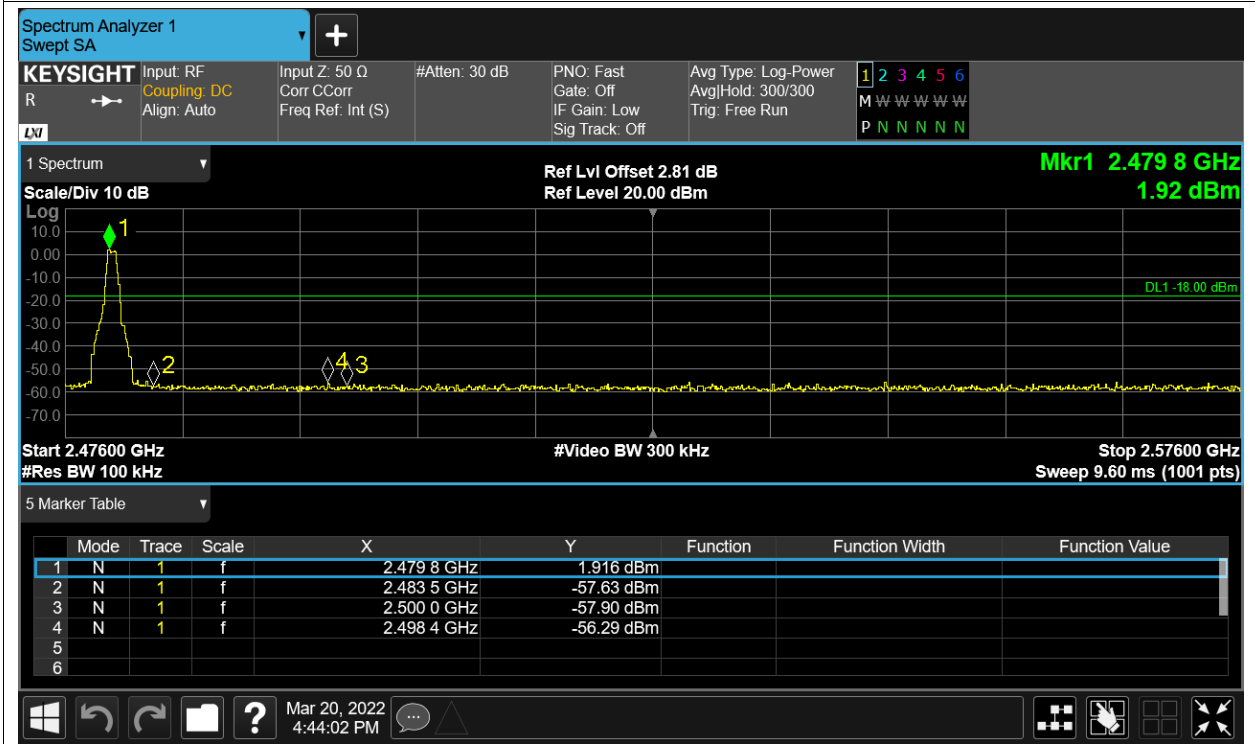 Spectrum Analyzer 1
Swept SA
+
KEYSIGHT
R
LXI
Input: RF
Coupling: DC
Align: Auto
Input Z: 50 Ω
Corr CCorr
Freq Ref: Int (S)
#Atten: 30 dB
PNO: Fast
Gate: Off
IF Gain: Low
Sig Track: Off
Avg Type: Log-Power
Avg|Hold: 300/300
Trig: Free Run
1 2 3 4 5 6
M W W W W W
P N N N N N
1 Spectrum
Scale/Div 10 dB
Ref Lvl Offset 2.81 dB
Ref Level 20.00 dBm
Mkr1 2.479 8 GHz
1.92 dBm
Log
10.0
0.00
-10.0
-20.0
-30.0
-40.0
-50.0
-60.0
-70.0
1
DL1 -18.00 dBm
2
4 3
Start 2.47600 GHz
#Res BW 100 kHz
#Video BW 300 kHz
Stop 2.57600 GHz
Sweep 9.60 ms (1001 pts)
5 Marker Table
Mode Trace Scale X Y Function Function Width Function Value
1 N 1 f 2.479 8 GHz 1.916 dBm
2 N 1 f 2.483 5 GHz -57.63 dBm
3 N 1 f 2.500 0 GHz -57.90 dBm
4 N 1 f 2.498 4 GHz -56.29 dBm
5
6
?
Mar 20, 2022
4:44:02 PM